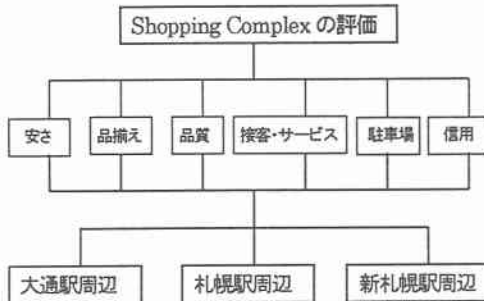 Shopping Complex の評価
安さ
品揃え
品質
接客・サービス
駐車場
信用
大通駅周辺
札幌駅周辺
新札幌駅周辺